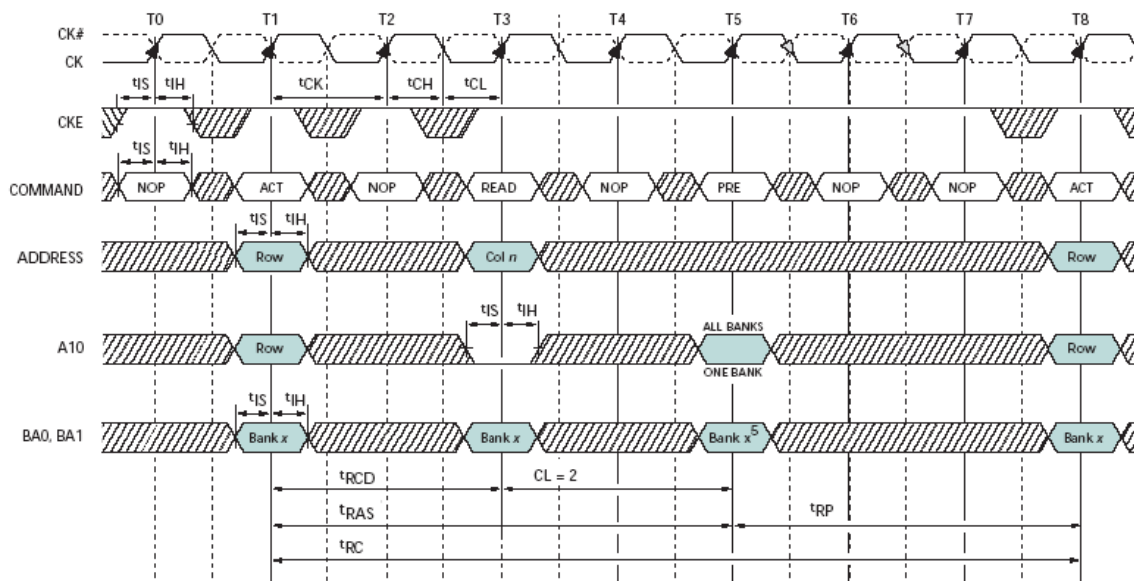 T0 T1 T2 T3 T4 T5 T6 T7 T8
CK#
CK
tIS tIH tCK tCH tCL
CKE
tIS tIH
COMMAND NOP ACT NOP READ NOP PRE NOP NOP ACT
tIS tIH
ADDRESS Row Col n Row
tIS tIH
ALL BANKS
A10 Row Row
ONE BANK
tIS tIH
BA0, BA1 Bank x Bank x Bank x5 Bank x
tRCD CL = 2
tRAS tRP
tRC